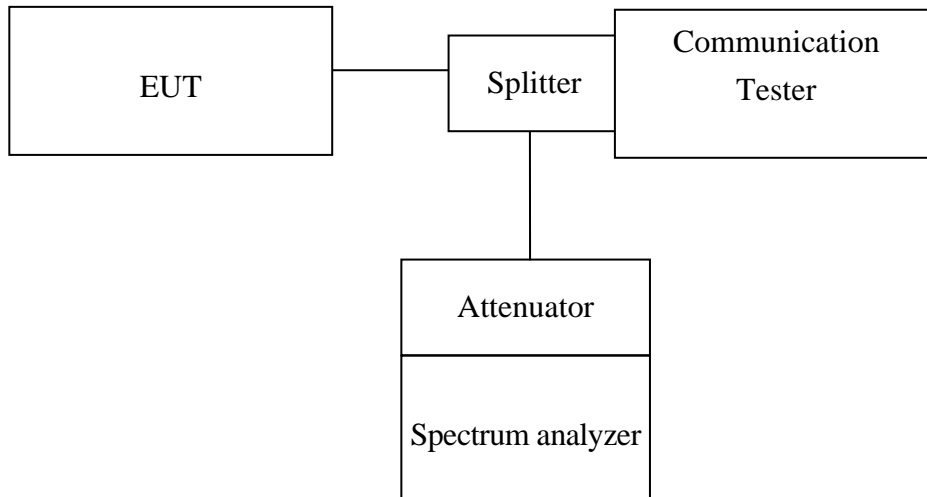 EUT
Splitter
Communication
Tester
Attenuator
Spectrum analyzer